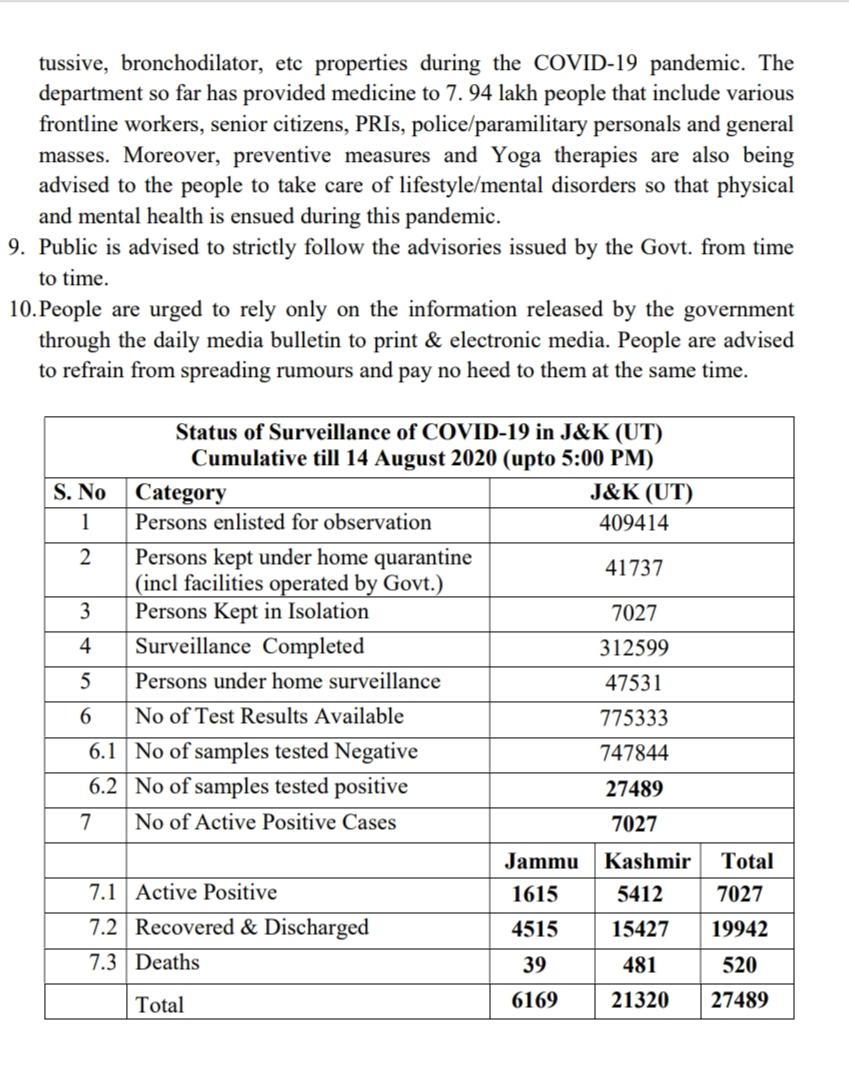 tussive, bronchodilator, etc properties during the COVID-19 pandemic. The
department so far has provided medicine to 7. 94 lakh people that include various
frontline workers, senior citizens, PRIs, police/paramilitary personals and general
masses. Moreover, preventive measures and Yoga therapies are also being
advised to the people to take care of lifestyle/mental disorders so that physical
and mental health is ensued during this pandemic.
9. Public is advised to strictly follow the advisories issued by the Govt. from time
to time.
10.People are urged to rely only on the information released by the government
through the daily media bulletin to print & electronic media. People are advised
to refrain from spreading rumours and pay no heed to them at the same time.
Status of Surveillance of COVID-19 in J&K (UT)
Cumulative till 14 August 2020 (upto 5:00 PM)
S. No Category J&K (UT)
1 Persons enlisted for observation 409414
2 Persons kept under home quarantine
(incl facilities operated by Govt.) 41737
3 Persons Kept in Isolation 7027
4 Surveillance Completed 312599
5 Persons under home surveillance 47531
6 No of Test Results Available 775333
6.1 No of samples tested Negative 747844
6.2 No of samples tested positive 27489
7 No of Active Positive Cases 7027
Jammu Kashmir Total
7.1 Active Positive 1615 5412 7027
7.2 Recovered & Discharged 4515 15427 19942
7.3 Deaths 39 481 520
Total 6169 21320 27489